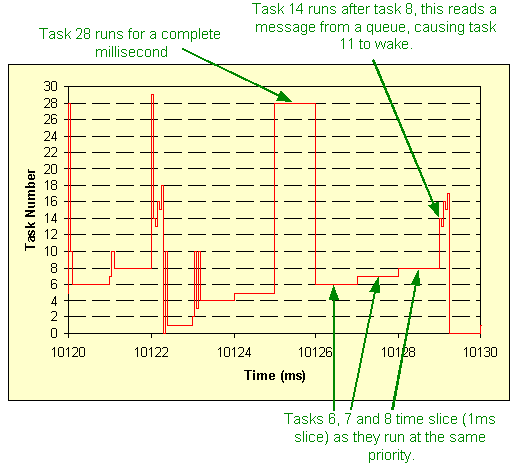 Task 28 runs for a complete
millisecond
Task 14 runs after task 8, this reads a
message from a queue, causing task
11 to wake.
30
28
26
24
22
20
18
16
14
12
10
8
6
4
2
0
Task Number
10120
10122
10124
10126
10128
10130
Time (ms)
Tasks 6, 7 and 8 time slice (1ms
slice) as they run at the same
priority.